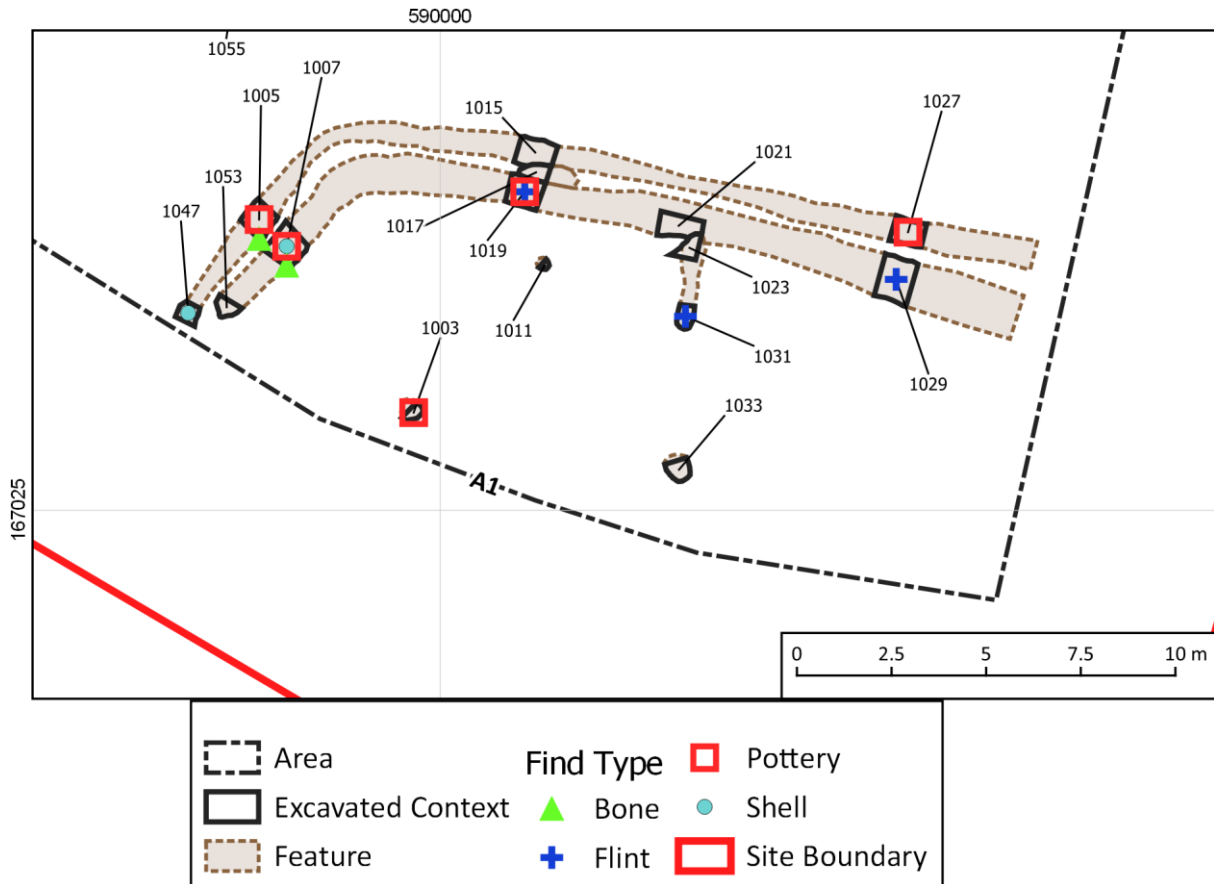 590000
1055
1007
1005
1015
1027
1021
1053
1047
1017
1019
1023
1011
1003
1031
1029
1033
A1
167025
0 2.5 5 7.5 10 m
Area
Excavated Context
Feature
Find Type
Bone
Flint
Pottery
Shell
Site Boundary